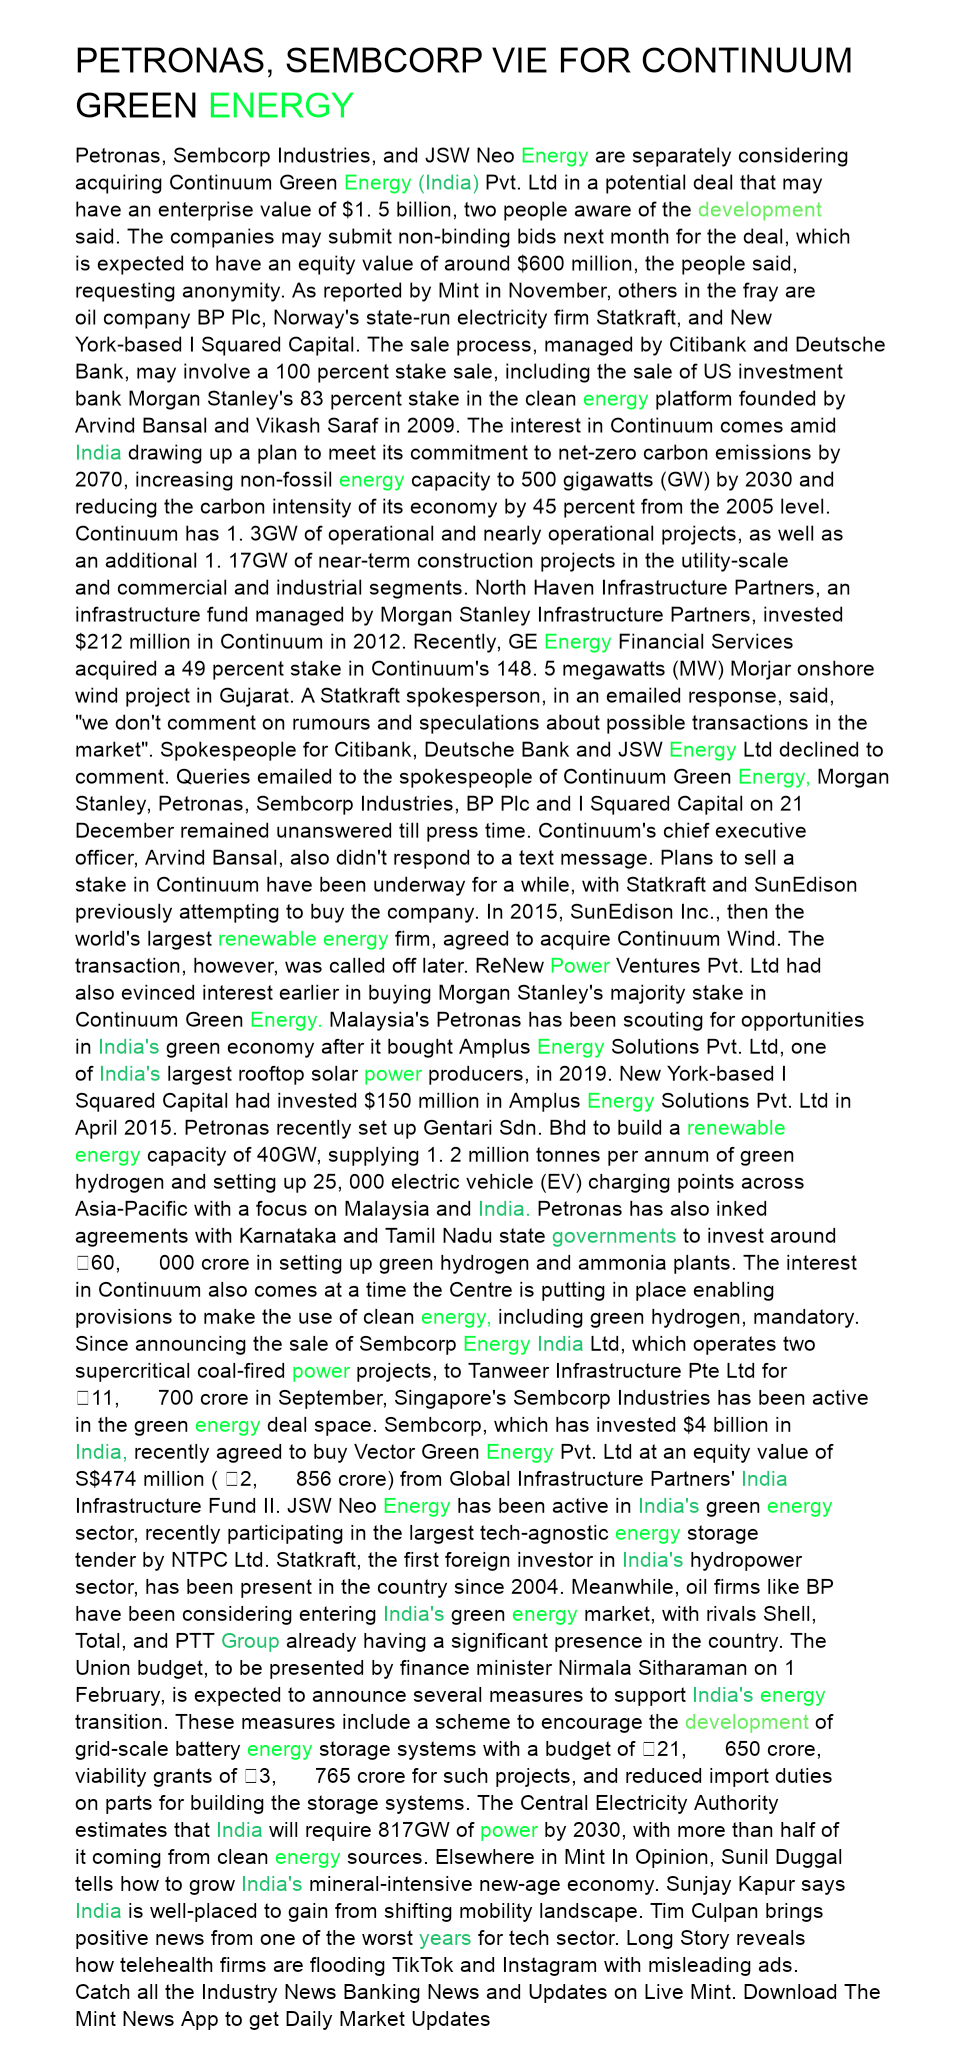 PETRONAS, SEMBCORP VIE FOR CONTINUUM
GREEN ENERGY
Petronas, Sembcorp Industries, and JSW Neo Energy are separately considering
acquiring Continuum Green Energy (India) Pvt. Ltd in a potential deal that may
have an enterprise value of $1. 5 billion, two people aware of the development
said. The companies may submit non-binding bids next month for the deal, which
is expected to have an equity value of around $600 million, the people said,
requesting anonymity. As reported by Mint in November, others in the fray are
oil company BP Plc, Norway's state-run electricity firm Statkraft, and New
York-based I Squared Capital. The sale process, managed by Citibank and Deutsche
Bank, may involve a 100 percent stake sale, including the sale of US investment
bank Morgan Stanley's 83 percent stake in the clean energy platform founded by
Arvind Bansal and Vikash Saraf in 2009. The interest in Continuum comes amid
India drawing up a plan to meet its commitment to net-zero carbon emissions by
2070, increasing non-fossil energy capacity to 500 gigawatts (GW) by 2030 and
reducing the carbon intensity of its economy by 45 percent from the 2005 level.
Continuum has 1. 3GW of operational and nearly operational projects, as well as
an additional 1. 17GW of near-term construction projects in the utility-scale
and commercial and industrial segments. North Haven Infrastructure Partners, an
infrastructure fund managed by Morgan Stanley Infrastructure Partners, invested
$212 million in Continuum in 2012. Recently, GE Energy Financial Services
acquired a 49 percent stake in Continuum's 148. 5 megawatts (MW) Morjar onshore
wind project in Gujarat. A Statkraft spokesperson, in an emailed response, said,
"we don't comment on rumours and speculations about possible transactions in the
market". Spokespeople for Citibank, Deutsche Bank and JSW Energy Ltd declined to
comment. Queries emailed to the spokespeople of Continuum Green Energy, Morgan
Stanley, Petronas, Sembcorp Industries, BP Plc and I Squared Capital on 21
December remained unanswered till press time. Continuum's chief executive
officer, Arvind Bansal, also didn't respond to a text message. Plans to sell a
stake in Continuum have been underway for a while, with Statkraft and SunEdison
previously attempting to buy the company. In 2015, SunEdison Inc., then the
world's largest renewable energy firm, agreed to acquire Continuum Wind. The
transaction, however, was called off later. ReNew Power Ventures Pvt. Ltd had
also evinced interest earlier in buying Morgan Stanley's majority stake in
Continuum Green Energy. Malaysia's Petronas has been scouting for opportunities
in India's green economy after it bought Amplus Energy Solutions Pvt. Ltd, one
of India's largest rooftop solar power producers, in 2019. New York-based I
Squared Capital had invested $150 million in Amplus Energy Solutions Pvt. Ltd in
April 2015. Petronas recently set up Gentari Sdn. Bhd to build a renewable
energy capacity of 40GW, supplying 1. 2 million tonnes per annum of green
hydrogen and setting up 25, 000 electric vehicle (EV) charging points across
Asia-Pacific with a focus on Malaysia and India. Petronas has also inked
agreements with Karnataka and Tamil Nadu state governments to invest around
□60, 000 crore in setting up green hydrogen and ammonia plants. The interest
in Continuum also comes at a time the Centre is putting in place enabling
provisions to make the use of clean energy, including green hydrogen, mandatory.
Since announcing the sale of Sembcorp Energy India Ltd, which operates two
supercritical coal-fired power projects, to Tanweer Infrastructure Pte Ltd for
□11, 700 crore in September, Singapore's Sembcorp Industries has been active
in the green energy deal space. Sembcorp, which has invested $4 billion in
India, recently agreed to buy Vector Green Energy Pvt. Ltd at an equity value of
S$474 million ( □2, 856 crore) from Global Infrastructure Partners' India
Infrastructure Fund II. JSW Neo Energy has been active in India's green energy
sector, recently participating in the largest tech-agnostic energy storage
tender by NTPC Ltd. Statkraft, the first foreign investor in India's hydropower
sector, has been present in the country since 2004. Meanwhile, oil firms like BP
have been considering entering India's green energy market, with rivals Shell,
Total, and PTT Group already having a significant presence in the country. The
Union budget, to be presented by finance minister Nirmala Sitharaman on 1
February, is expected to announce several measures to support India's energy
transition. These measures include a scheme to encourage the development of
grid-scale battery energy storage systems with a budget of □21, 650 crore,
viability grants of □3, 765 crore for such projects, and reduced import duties
on parts for building the storage systems. The Central Electricity Authority
estimates that India will require 817GW of power by 2030, with more than half of
it coming from clean energy sources. Elsewhere in Mint In Opinion, Sunil Duggal
tells how to grow India's mineral-intensive new-age economy. Sunjay Kapur says
India is well-placed to gain from shifting mobility landscape. Tim Culpan brings
positive news from one of the worst years for tech sector. Long Story reveals
how telehealth firms are flooding TikTok and Instagram with misleading ads.
Catch all the Industry News Banking News and Updates on Live Mint. Download The
Mint News App to get Daily Market Updates